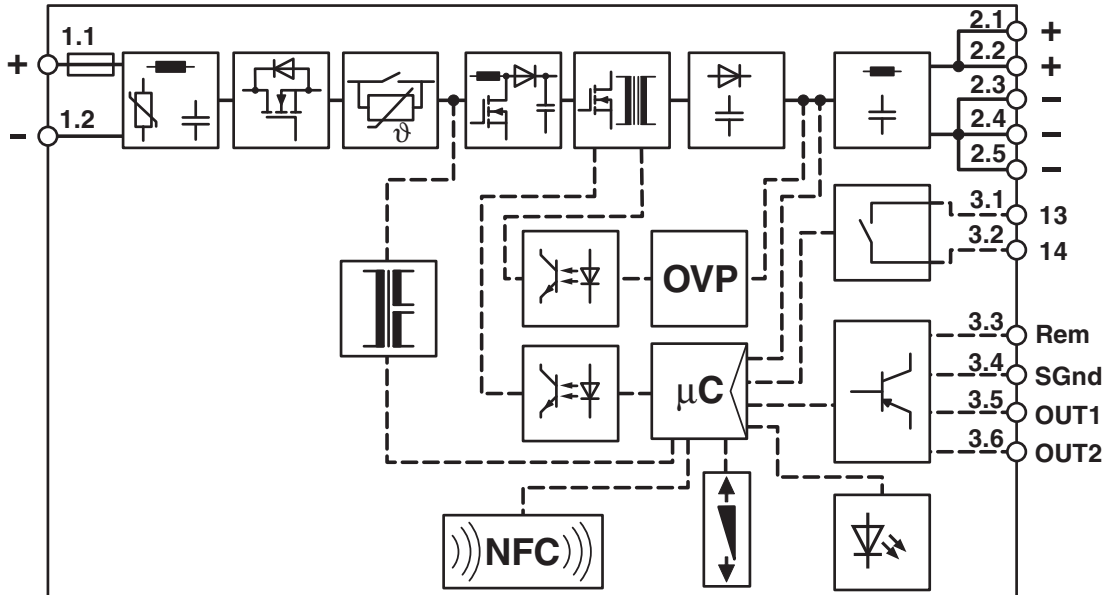 2.1 +
1.1
+ 2.2 +
2.3 −
− 1.2 2.4 −
ϑ
2.5 −
3.1 13
3.2 14
OVP
3.3 Rem
3.4 SGnd
µC
3.5 OUT1
3.6 OUT2
NFC